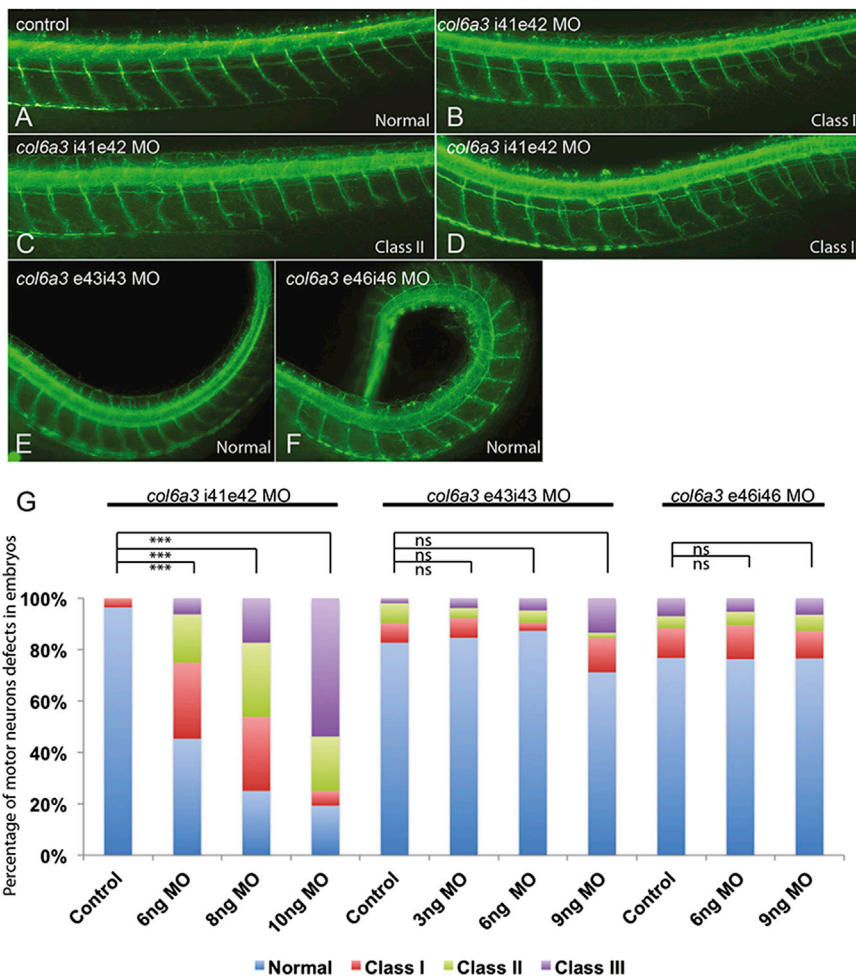 control
A
Normal
col6a3 i41e42 MO
B
Class I
col6a3 i41e42 MO
C
Class II
col6a3 i41e42 MO
D
Class I
col6a3 e43i43 MO
E
Normal
col6a3 e46i46 MO
F
Normal
G
col6a3 i41e42 MO
col6a3 e43i43 MO
col6a3 e46i46 MO
***
***
***
ns
ns
ns
ns
ns
Percentage of motor neurons defects in embryos
100%
80%
60%
40%
20%
0%
Control
6ng MO
8ng MO
10ng MO
Control
3ng MO
6ng MO
9ng MO
Control
6ng MO
9ng MO
Normal Class I Class II Class III